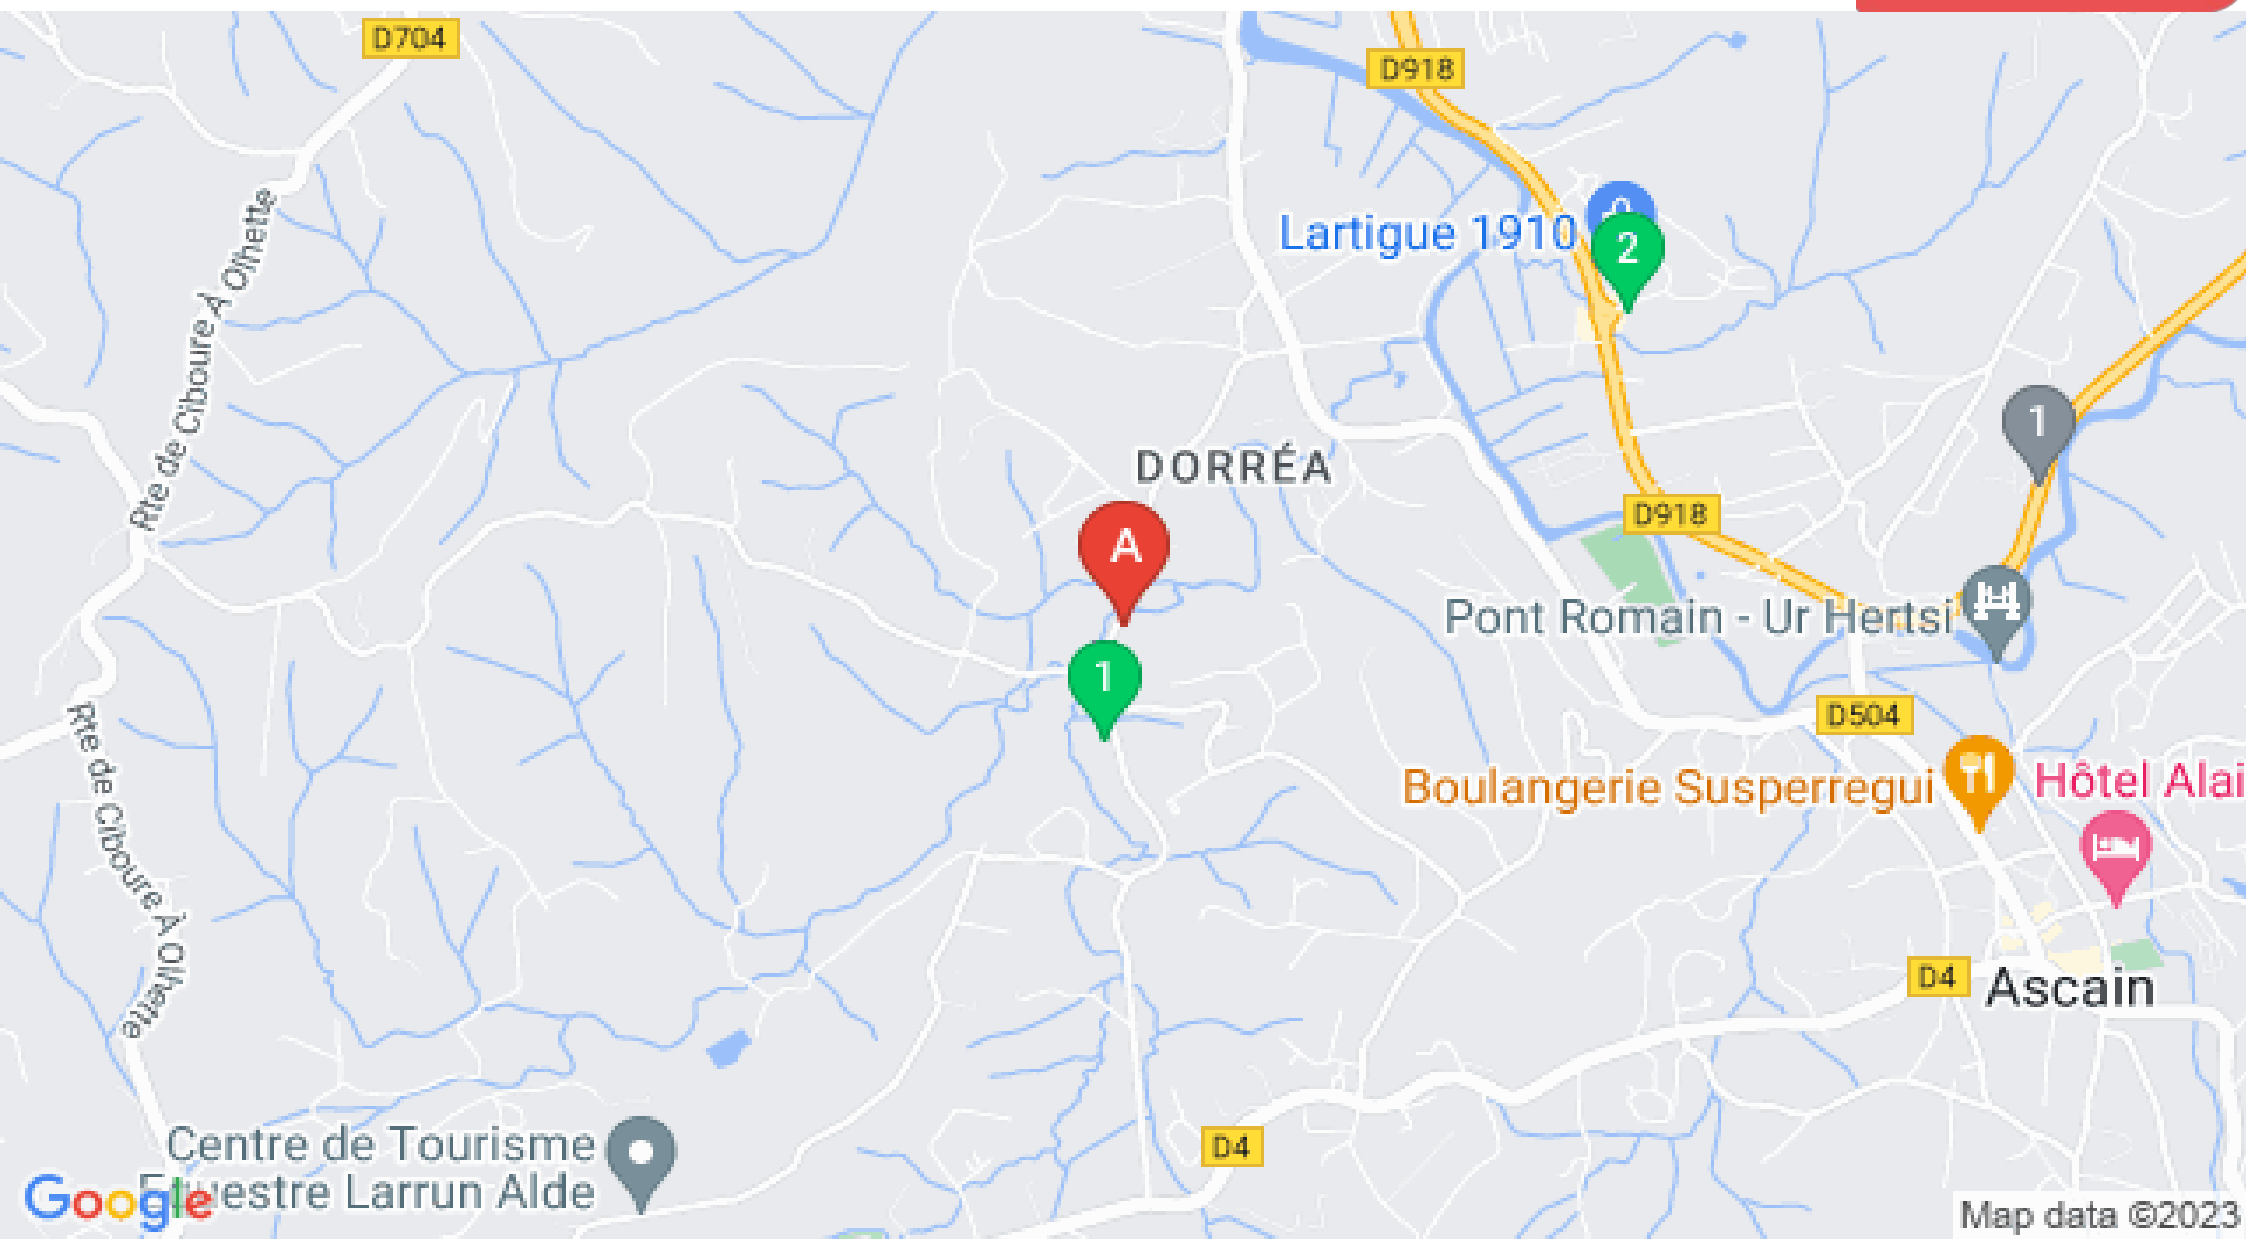 D704
D918
Rte de Ciboure À Olhette
Lartigue 1910
2
1
DORRÉA
D918
A
Pont Romain - Ur Hertsi
1
D504
Rte de Ciboure À Olhette
Boulangerie Susperregui
Hôtel Alai
D4
Ascain
D4
Centre de Tourisme
estre Larrun Alde
Google
Map data ©2023